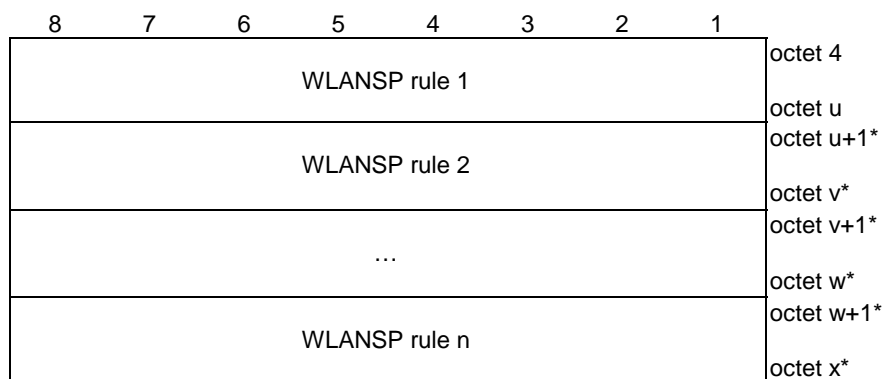 8 7 6 5 4 3 2 1
octet 4
WLANSP rule 1
octet u
octet u+1*
WLANSP rule 2
octet v*
octet v+1*
…
octet w*
octet w+1*
WLANSP rule n
octet x*